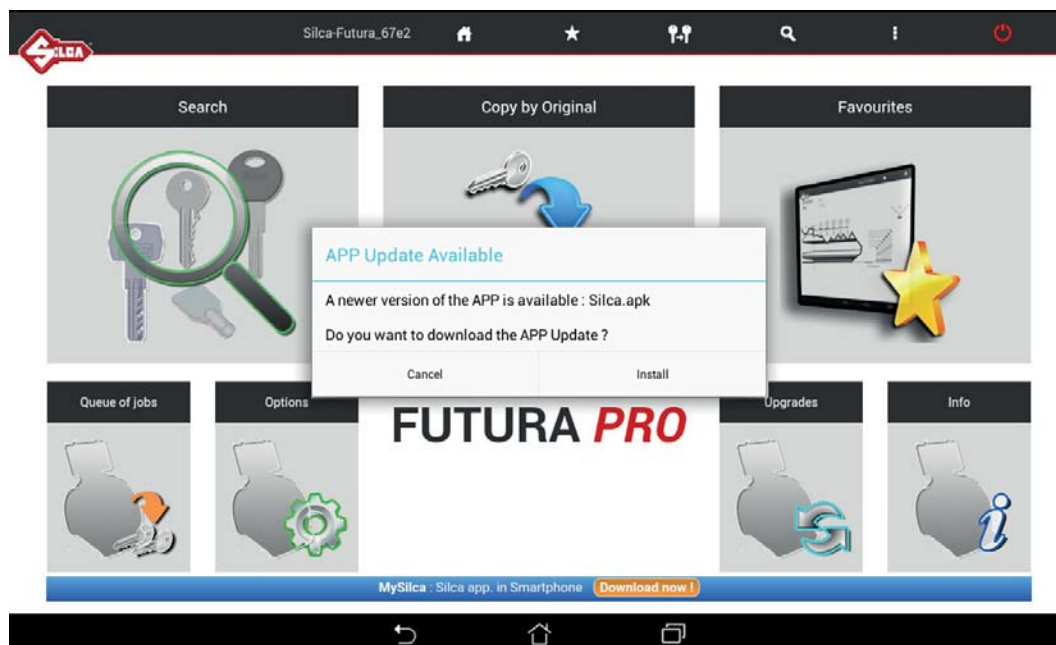 Silca-Futura_67e2
SILCA
Search
Copy by Original
Favourites
APP Update Available
A newer version of the APP is available : Silca.apk
Do you want to download the APP Update ?
Cancel
Install
Queue of jobs
Options
FUTURA PRO
Upgrades
Info
MySilca : Silca app. in Smartphone Download now !